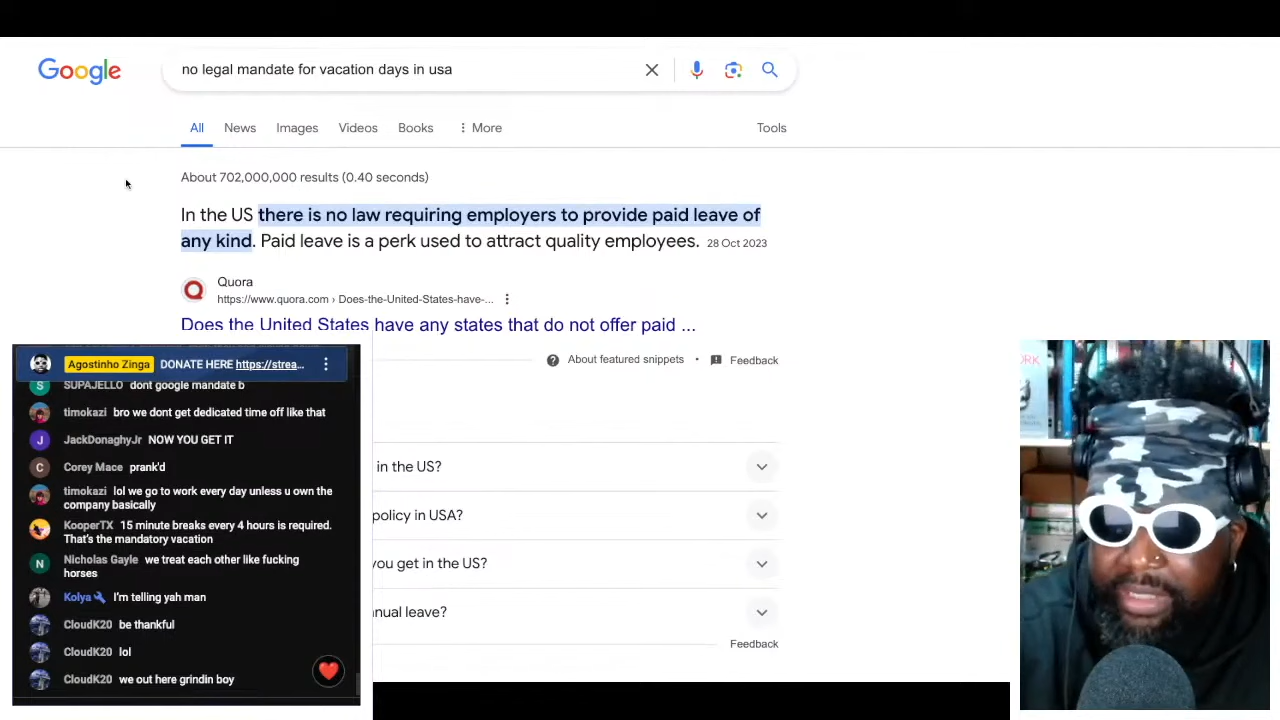 Google
no legal mandate for vacation days in usa
All News Images Videos Books More Tools
About 702,000,000 results (0.40 seconds)
In the US there is no law requiring employers to provide paid leave of
any kind. Paid leave is a perk used to attract quality employees. 28 Oct 2023
Quora
https://www.quora.com › Does-the-United-States-have-...
Does the United States have any states that do not offer paid ...
About featured snippets • Feedback
in the US?
policy in USA?
you get in the US?
nual leave?
Feedback
Agostinho Zinga DONATE HERE https://strea...
S SUPAJELLO dont google mandate b
timokazi bro we dont get dedicated time off like that
J JackDonaghyJr NOW YOU GET IT
C Corey Mace prank'd
timokazi lol we go to work every day unless u own the
company basically
KooperTX 15 minute breaks every 4 hours is required.
That's the mandatory vacation
N Nicholas Gayle we treat each other like fucking
horses
Kolya I'm telling yah man
CloudK20 be thankful
CloudK20 lol
CloudK20 we out here grindin boy